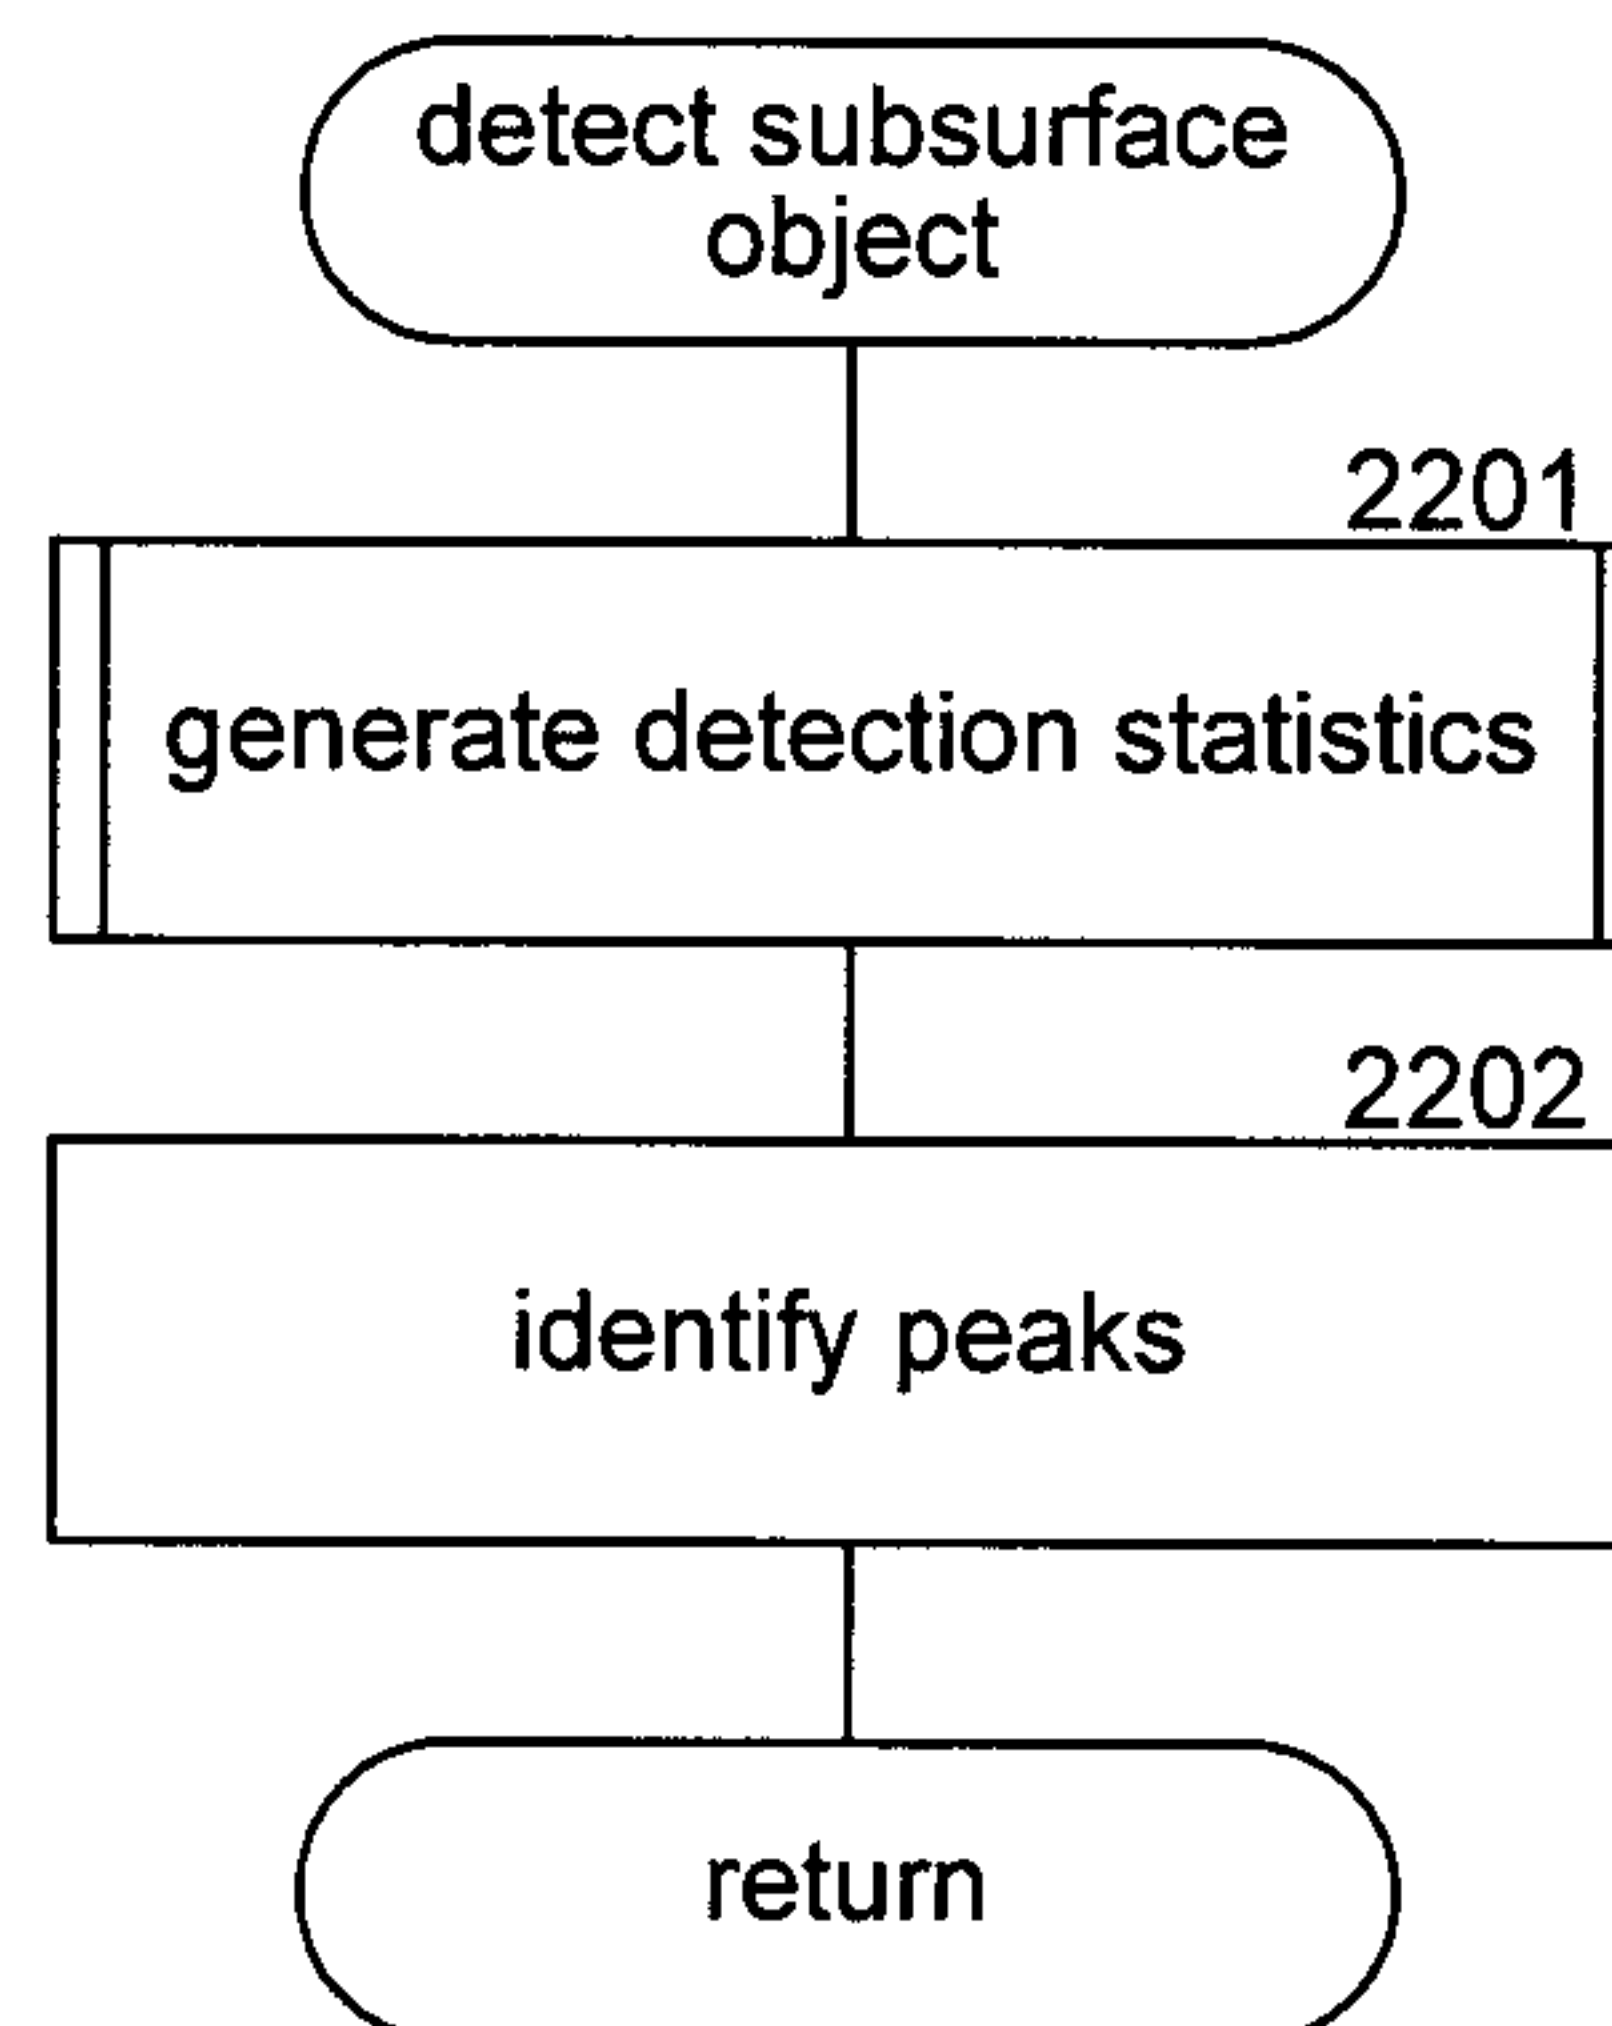 detect subsurface
object
2201
generate detection statistics
2202
identify peaks
return